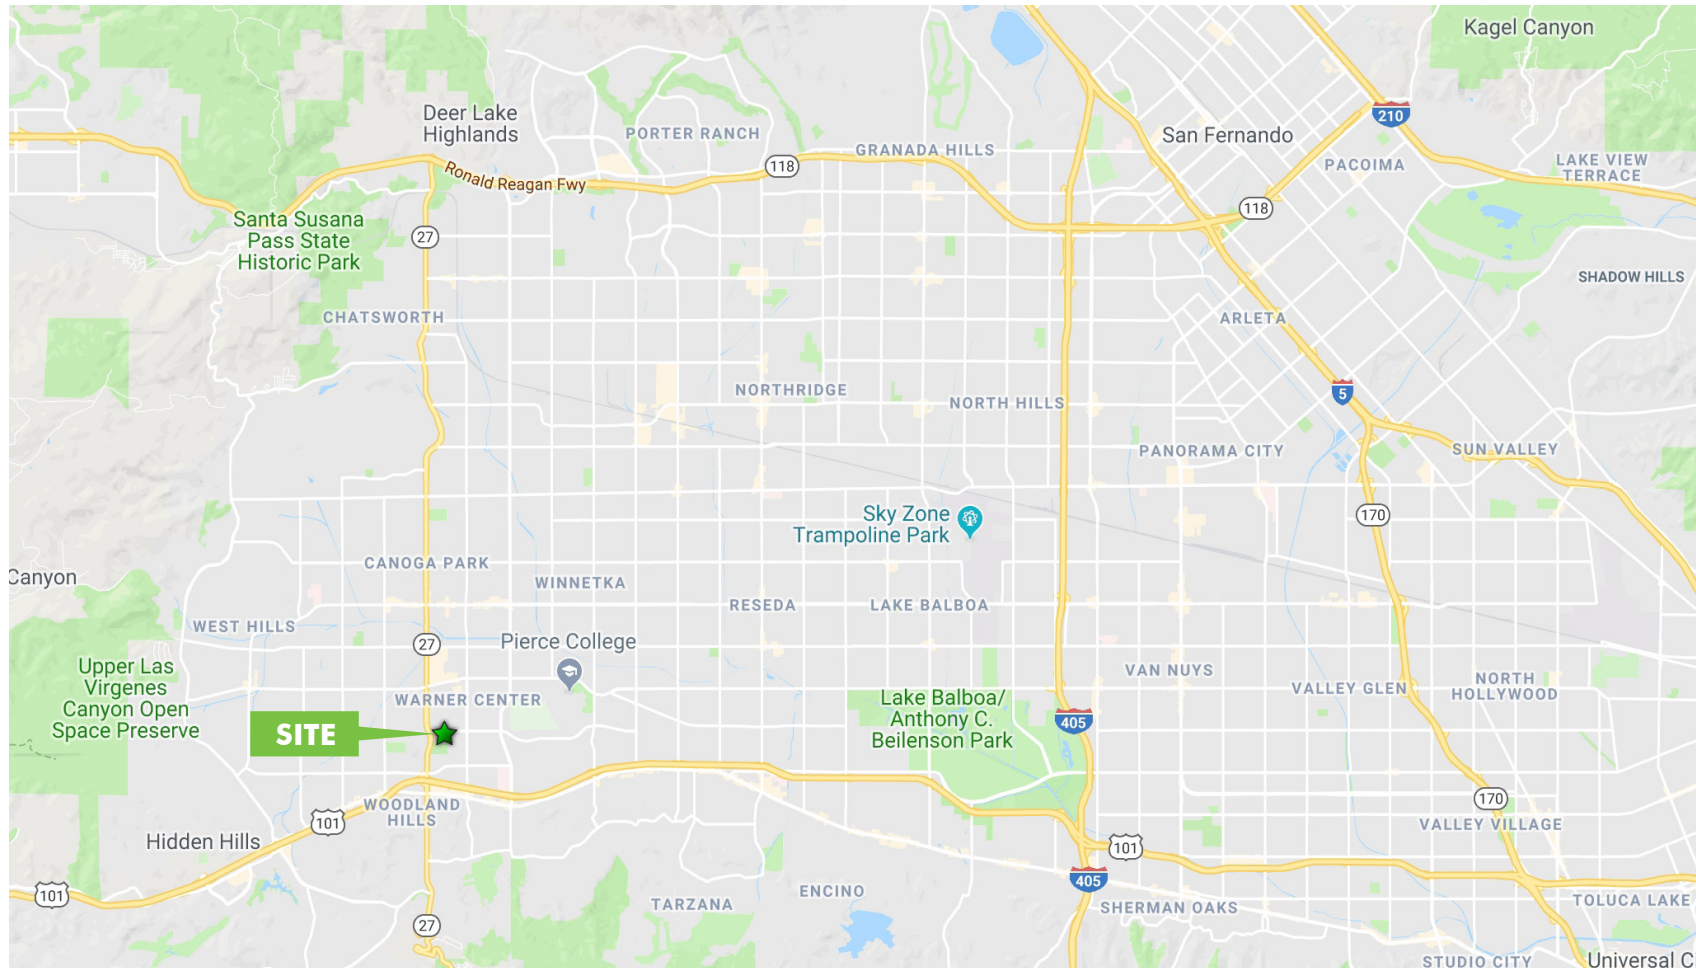 Kagel Canyon
Deer Lake
Highlands
210
PORTER RANCH
San Fernando
GRANADA HILLS
118
PACOIMA
LAKE VIEW
TERRACE
Ronald Reagan Fwy
118
Santa Susana
Pass State
Historic Park
27
SHADOW HILLS
CHATSWORTH
ARLETA
NORTHRIDGE
5
NORTH HILLS
PANORAMA CITY
SUN VALLEY
Sky Zone
Trampoline Park
170
CANOGA PARK
Canyon
WINNETKA
RESEDA
LAKE BALBOA
WEST HILLS
27
Pierce College
Upper Las
Virgenes
Canyon Open
Space Preserve
VAN NUYS
NORTH
HOLLYWOOD
VALLEY GLEN
WARNER CENTER
Lake Balboa/
Anthony C.
Beilenson Park
405
SITE
WOODLAND
HILLS
101
170
VALLEY VILLAGE
Hidden Hills
101
405
101
ENCINO
TARZANA
SHERMAN OAKS
TOLUCA LAKE
27
STUDIO CITY
Universal C